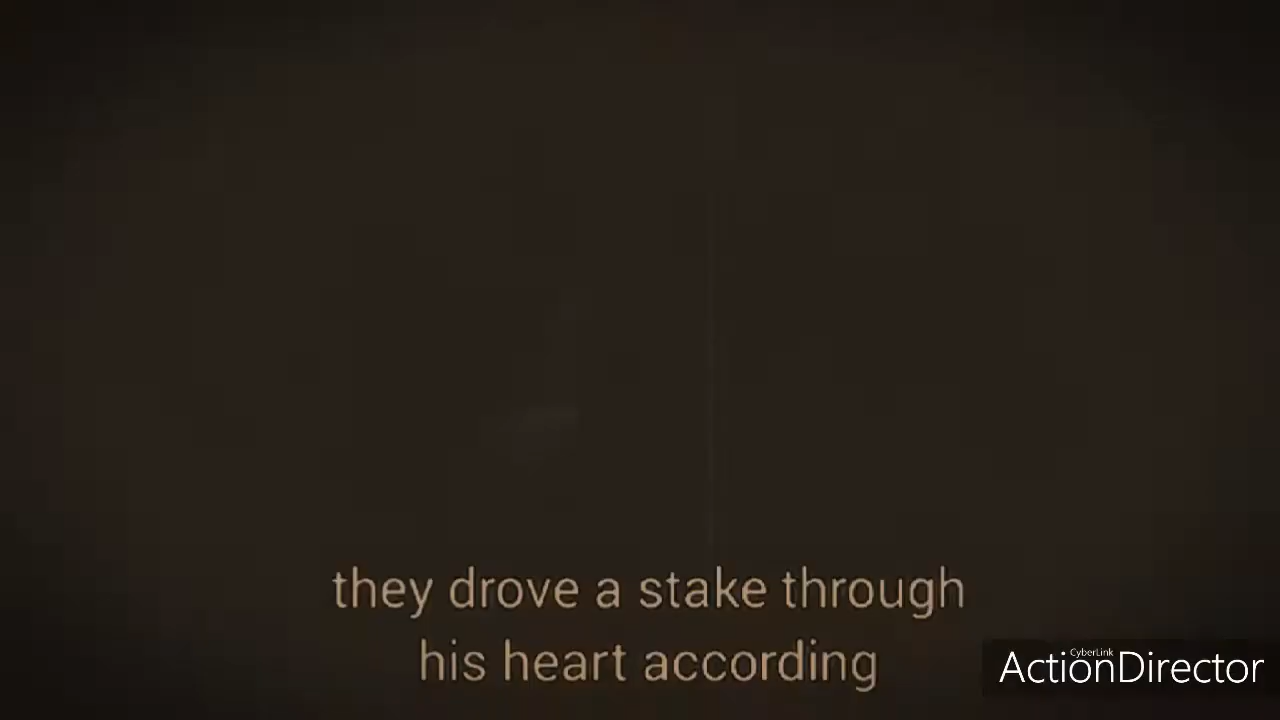 they drove a stake through
his heart according
CyberLink
ActionDirector